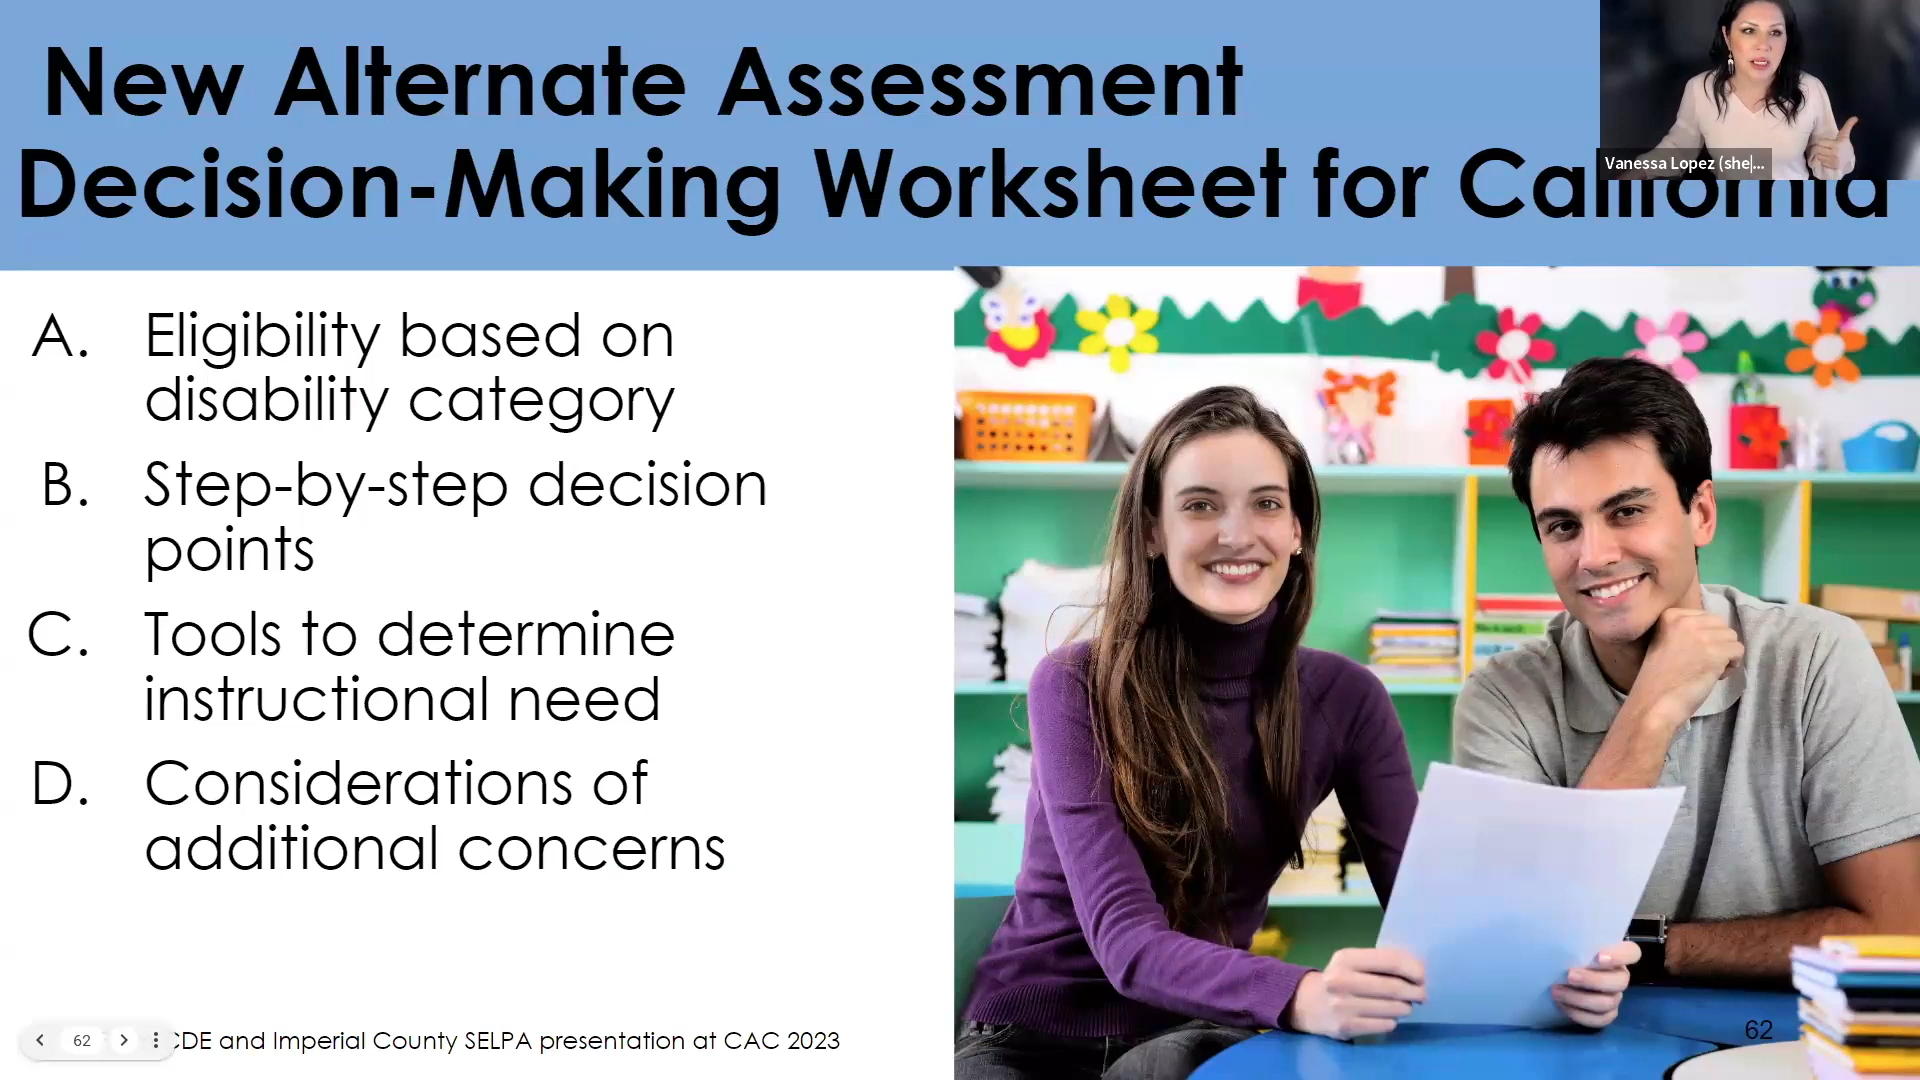 New Alternate Assessment
Decision-Making Worksheet for California
Vanessa Lopez (she|...
A. Eligibility based on
disability category
B. Step-by-step decision
points
C. Tools to determine
instructional need
D. Considerations of
additional concerns
62
CDE and Imperial County SELPA presentation at CAC 2023
62